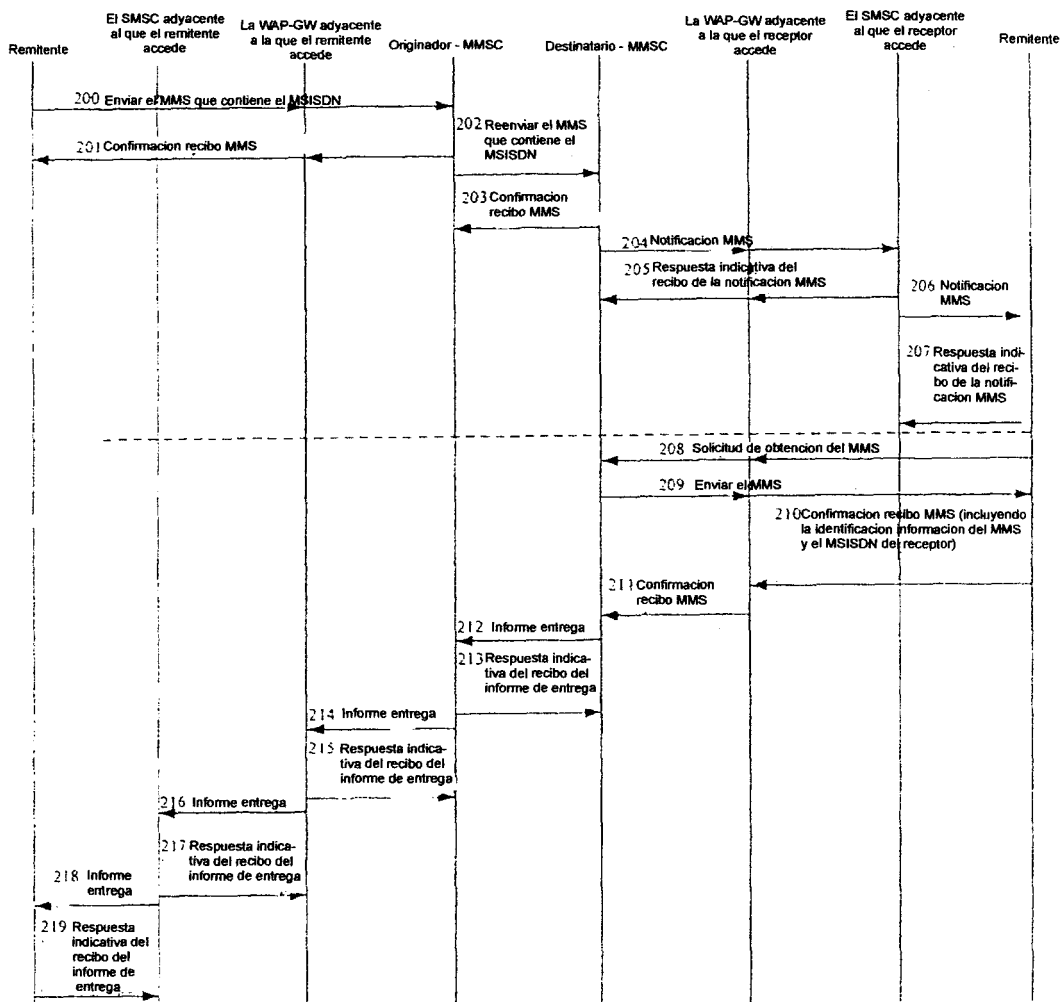 Remitente
El SMSC adyacente
al que el remitente
accede
La WAP-GW adyacente
a la que el remitente
accede
Originador - MMSC
Destinatario - MMSC
La WAP-GW adyacente
a la que el receptor
accede
El SMSC adyacente
al que el receptor
accede
Remitente
200 Enviar el MMS que contiene el MSISDN
201 Confirmacion recibo MMS
202 Reenviar el MMS
que contiene el
MSISDN
203 Confirmacion
recibo MMS
204 Notificacion MMS
205 Respuesta indicativa del
recibo de la notificacion MMS
206 Notificacion
MMS
207 Respuesta indi-
cativa del reci-
bo de la notifi-
cacion MMS
208 Solicitud de obtencion del MMS
209 Enviar el MMS
210 Confirmacion recibo MMS (incluyendo
la identificacion informacion del MMS
y el MSISDN del receptor)
211 Confirmacion
recibo MMS
212 Informe entrega
213 Respuesta indica-
tiva del recibo del
informe de entrega
214 Informe entrega
215 Respuesta indica-
tiva del recibo del
informe de entrega
216 Informe entrega
217 Respuesta indica-
tiva del recibo del
informe de entrega
218 Informe
entrega
219 Respuesta
indicativa del
recibo del
informe de
entrega